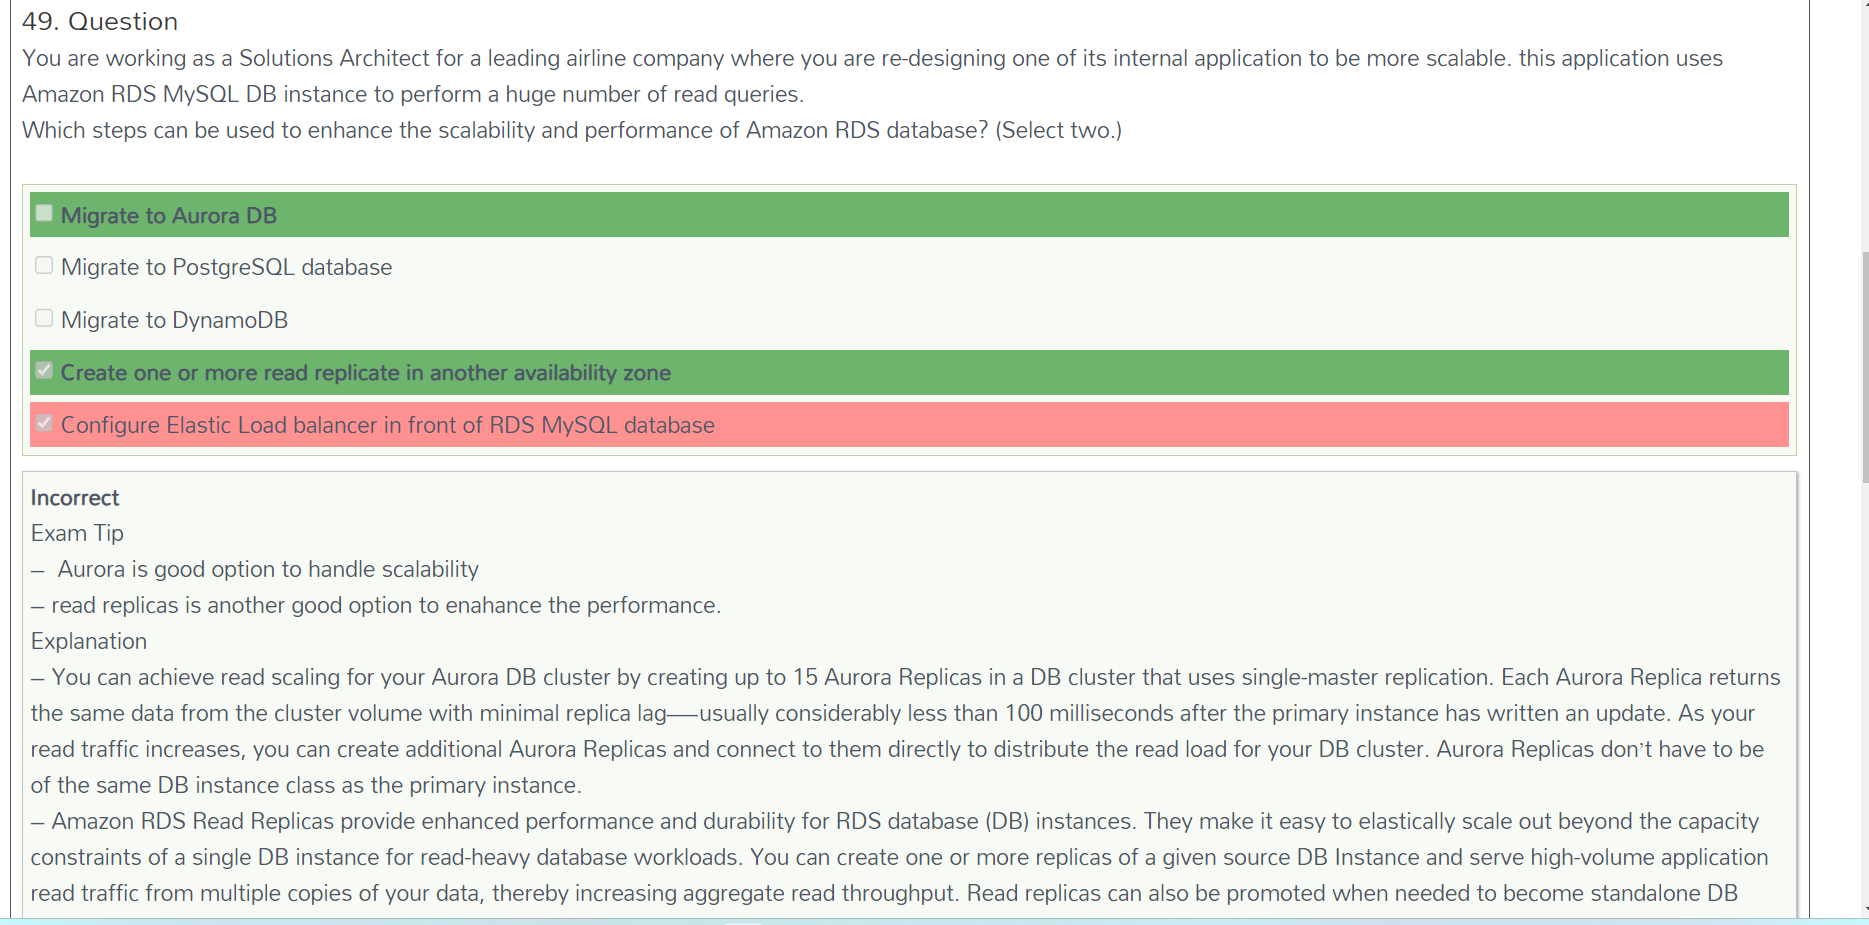 49. Question
You are working as a Solutions Architect for a leading airline company where you are re-designing one of its internal application to be more scalable. this application uses
Amazon RDS MySQL DB instance to perform a huge number of read queries.
Which steps can be used to enhance the scalability and performance of Amazon RDS database? (Select two.)
Migrate to Aurora DB
Migrate to PostgreSQL database
Migrate to DynamoDB
Create one or more read replicate in another availability zone
Configure Elastic Load balancer in front of RDS MySQL database
Incorrect
Exam Tip
– Aurora is good option to handle scalability
– read replicas is another good option to enahance the performance.
Explanation
– You can achieve read scaling for your Aurora DB cluster by creating up to 15 Aurora Replicas in a DB cluster that uses single-master replication. Each Aurora Replica returns
the same data from the cluster volume with minimal replica lag—–usually considerably less than 100 milliseconds after the primary instance has written an update. As your
read traffic increases, you can create additional Aurora Replicas and connect to them directly to distribute the read load for your DB cluster. Aurora Replicas don’t have to be
of the same DB instance class as the primary instance.
– Amazon RDS Read Replicas provide enhanced performance and durability for RDS database (DB) instances. They make it easy to elastically scale out beyond the capacity
constraints of a single DB instance for read-heavy database workloads. You can create one or more replicas of a given source DB Instance and serve high-volume application
read traffic from multiple copies of your data, thereby increasing aggregate read throughput. Read replicas can also be promoted when needed to become standalone DB